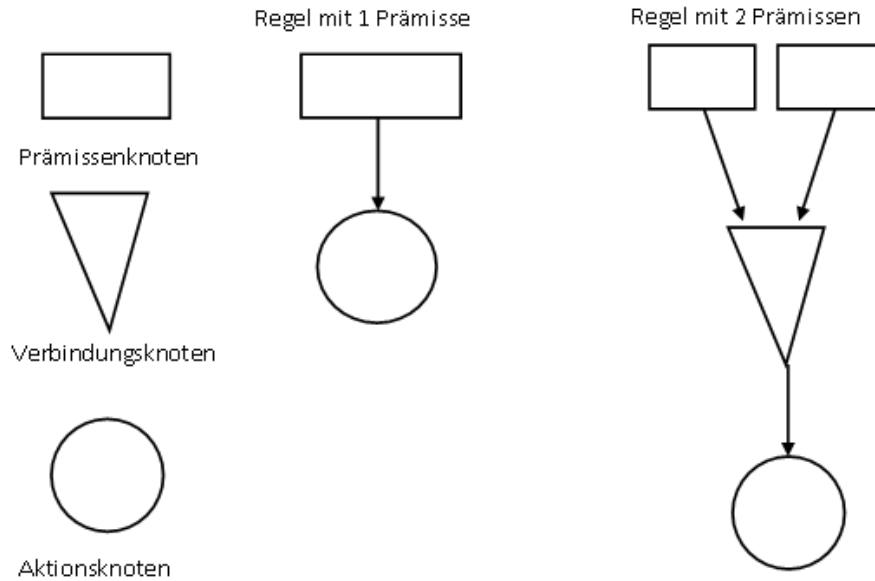 Regel mit 1 Prämisse
Regel mit 2 Prämissen
Prämissenknoten
Verbindungsknoten
Aktionsknoten